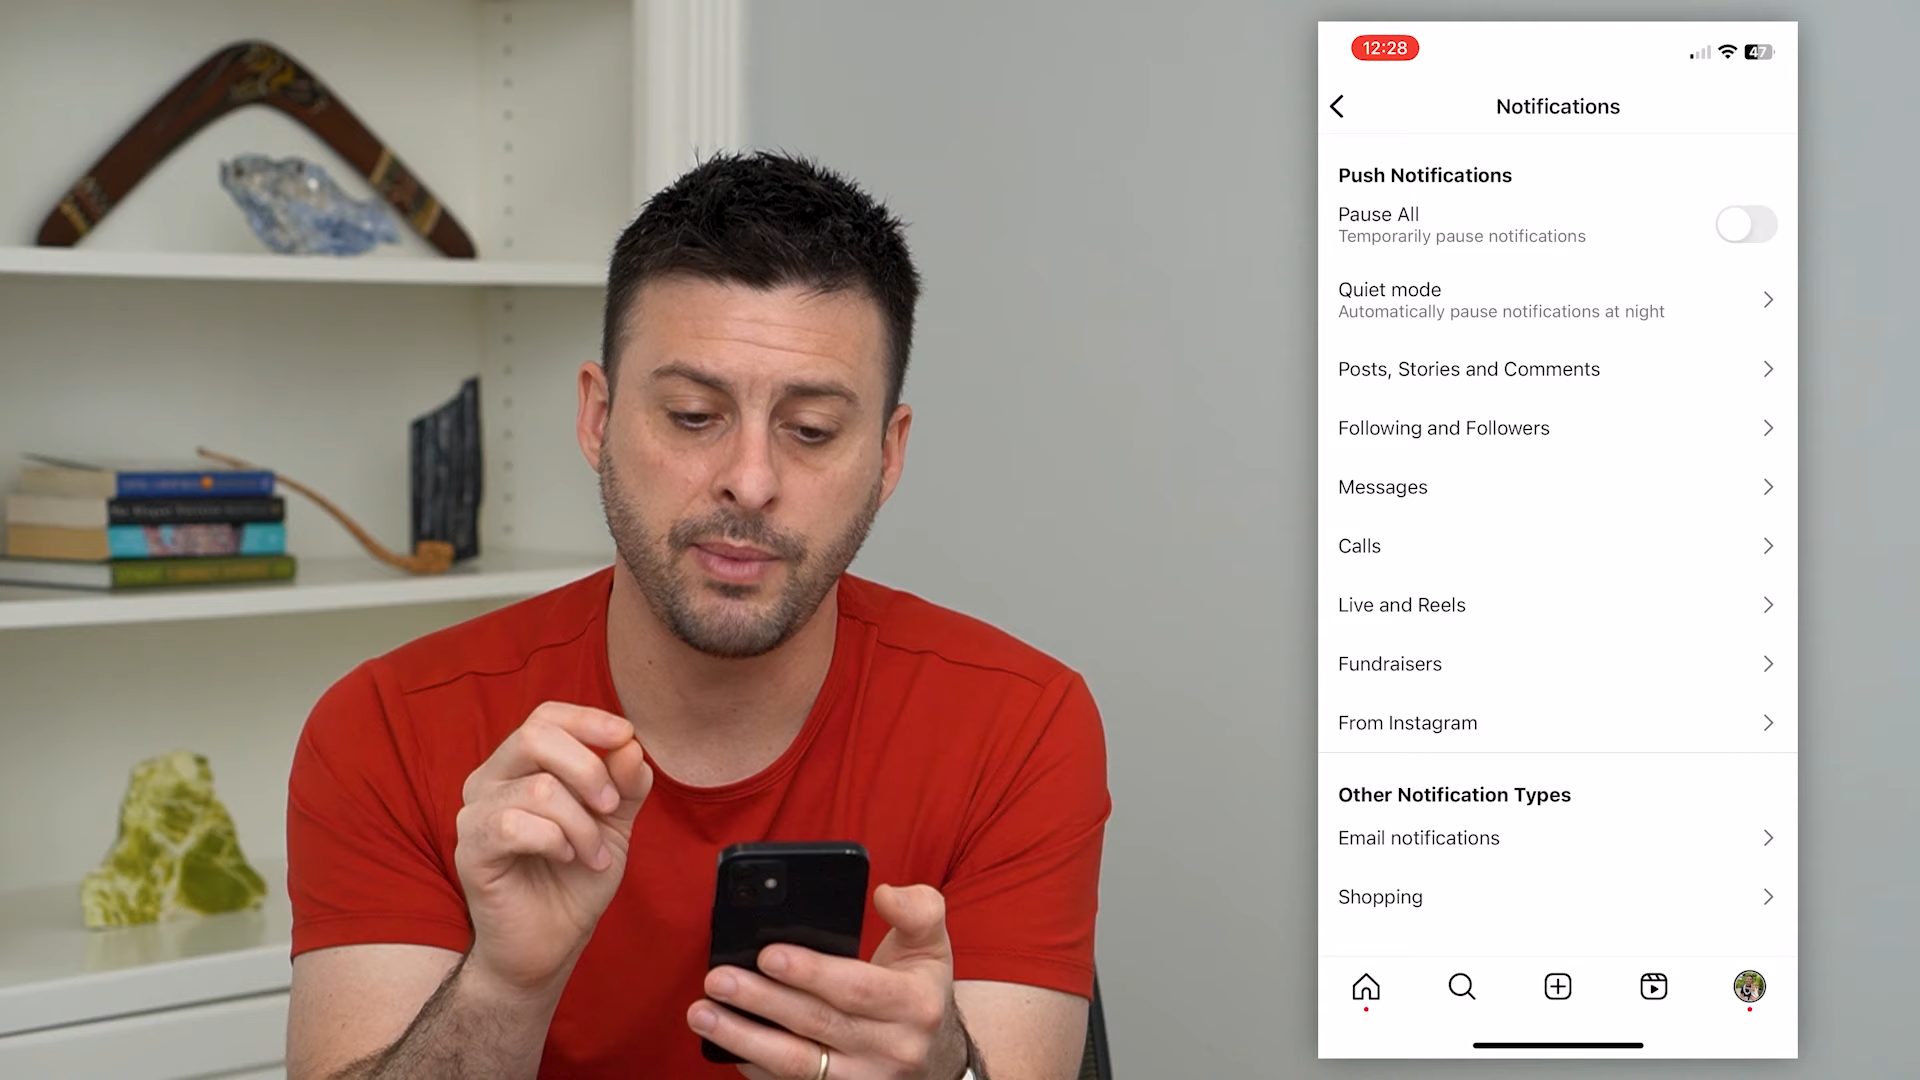 12:28
47
Notifications
Push Notifications
Pause All
Temporarily pause notifications
Quiet mode
Automatically pause notifications at night
Posts, Stories and Comments
Following and Followers
Messages
Calls
Live and Reels
Fundraisers
From Instagram
Other Notification Types
Email notifications
Shopping